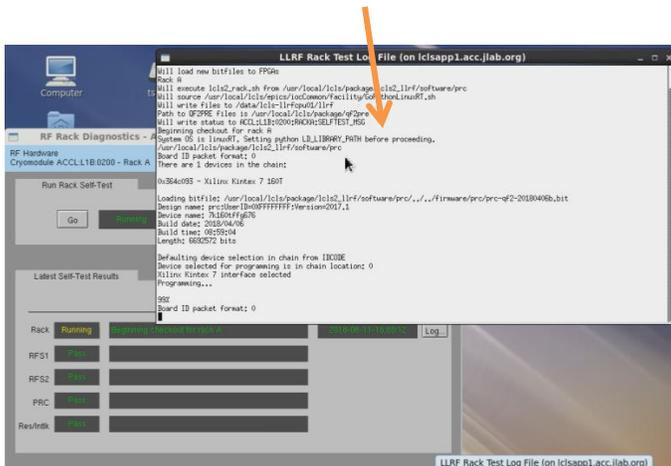 LLRF Rack Test Log File (on lclsapp1.acc.jlab.org)
Will load new bitfiles to FPGAs
Rack A
Will execute lcls2_rack.sh from /usr/local/lcls/package/lcls2_llrf/software/prc
Will source /usr/local/lcls/epics/iocCommon/facility/GoPythonLinuxRT.sh
Will write files to /data/lcls-llrfcpu01/llrf
Path to QF2PRE files is /usr/local/lcls/package/qf2pre
Will write status to ACCL:L1B:0200:RACKA:SELFTEST_MSG
Beginning checkout for rack A
System OS is linuxRT. Setting python LD_LIBRARY_PATH before proceeding.
/usr/local/lcls/package/lcls2_llrf/software/prc
Board ID packet format: 0
There are 1 devices in the chain:
0x364c093 - Xilinx Kintex 7 160T
Loading bitfile: /usr/local/lcls/package/lcls2_llrf/software/prc/../../firmware/prc/prc-qf2-20180406b.bit
Design name: prc;UserID=0XFFFFFFFF;Version=2017.1
Device name: 7k160tffg676
Build date: 2018/04/06
Build time: 08:59:04
Length: 6692572 bits
Defaulting device selection in chain from IDCODE
Device selected for programming is in chain location: 0
Xilinx Kintex 7 interface selected
Programming...
99%
Board ID packet format: 0
Computer
RF Rack Diagnostics - A
RF Hardware
Cryomodule ACCL:L1B:0200 - Rack A
Run Rack Self-Test
Go
Running
Latest Self-Test Results
Rack Running Beginning checkout for rack A Log...
RFS1 Pass
RFS2 Pass
PRC Pass
Res/Intlk Pass
LLRF Rack Test Log File (on lclsapp1.acc.jlab.org)